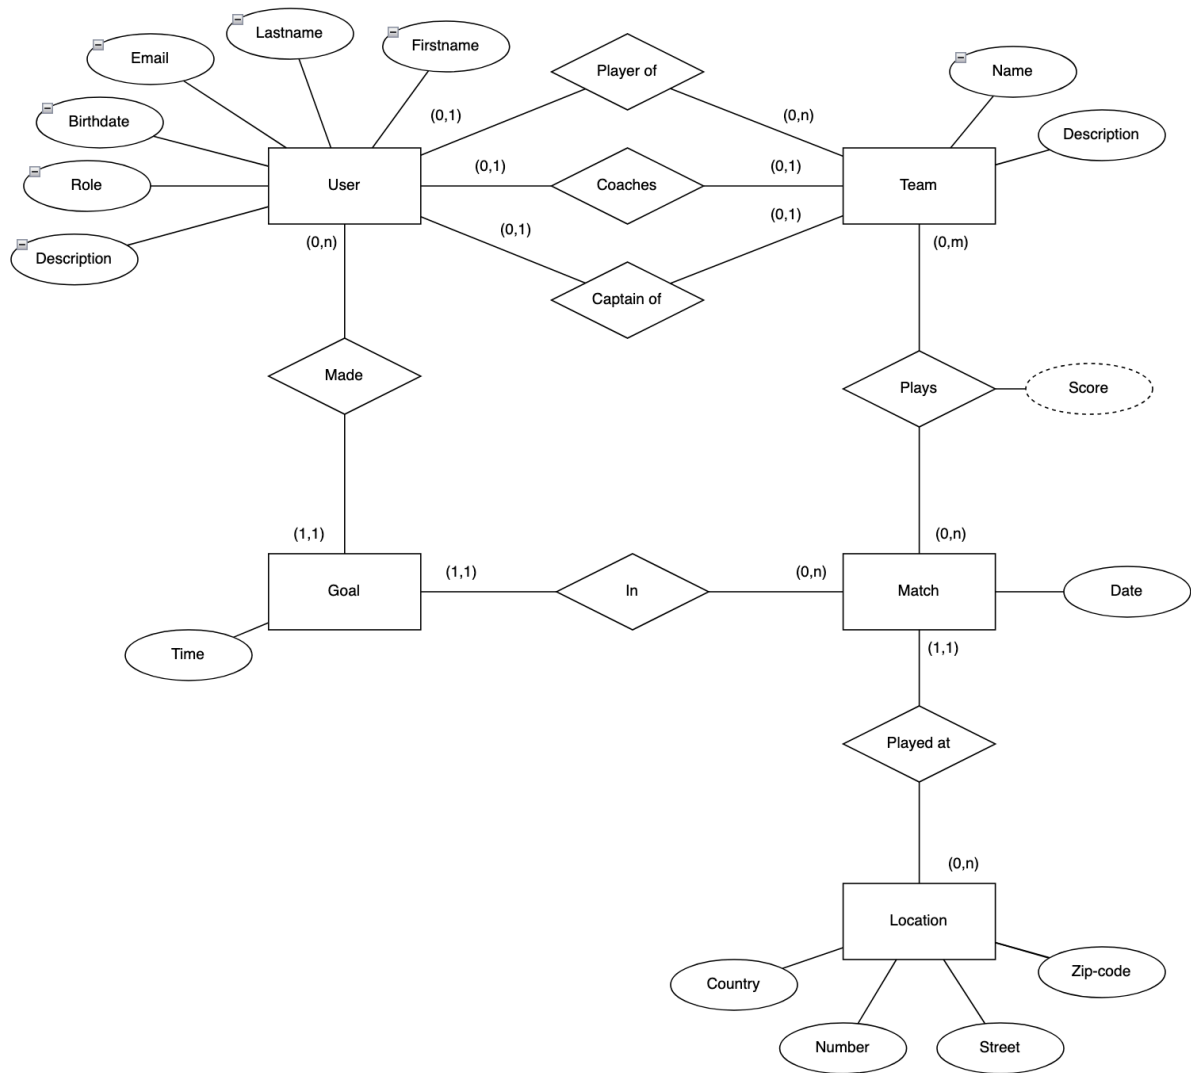 Lastname
Firstname
Email
Player of
Name
Birthdate
(0,1)
(0,n)
Description
Role
User
(0,1)
Coaches
(0,1)
Team
(0,1)
(0,1)
Description
(0,n)
(0,m)
Captain of
Made
Plays
Score
(1,1)
(0,n)
Goal
(1,1)
In
(0,n)
Match
Date
Time
(1,1)
Played at
(0,n)
Location
Country
Zip-code
Number
Street